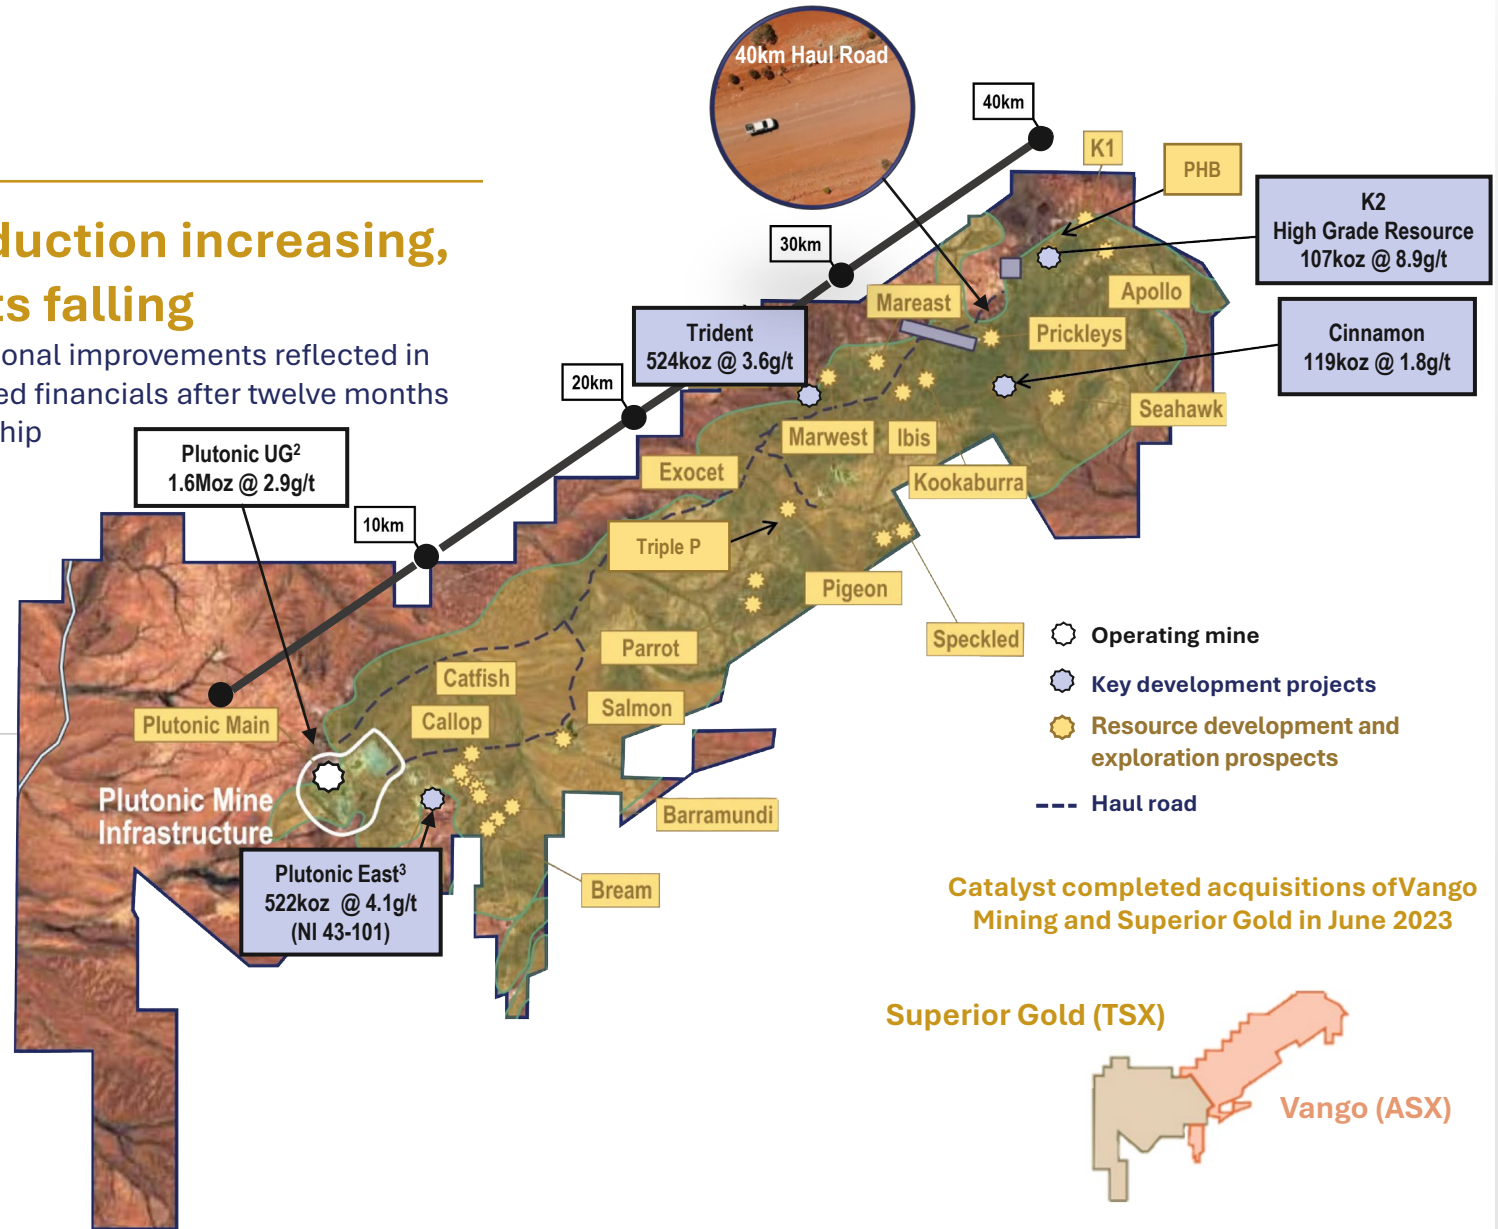 duction increasing,
ts falling
ional improvements reflected in
ed financials after twelve months
hip
40km Haul Road
40km
30km
20km
10km
K1
PHB
K2
High Grade Resource
107koz @ 8.9g/t
Apollo
Mareast
Prickleys
Cinnamon
119koz @ 1.8g/t
Trident
524koz @ 3.6g/t
Seahawk
Marwest
Ibis
Kookaburra
Exocet
Plutonic UG²
1.6Moz @ 2.9g/t
Triple P
Pigeon
Speckled
Parrot
Catfish
Salmon
Callop
Plutonic Main
Plutonic Mine
Infrastructure
Barramundi
Bream
Plutonic East³
522koz @ 4.1g/t
(NI 43-101)
Operating mine
Key development projects
Resource development and
exploration prospects
Haul road
Catalyst completed acquisitions ofVango
Mining and Superior Gold in June 2023
Superior Gold (TSX)
Vango (ASX)